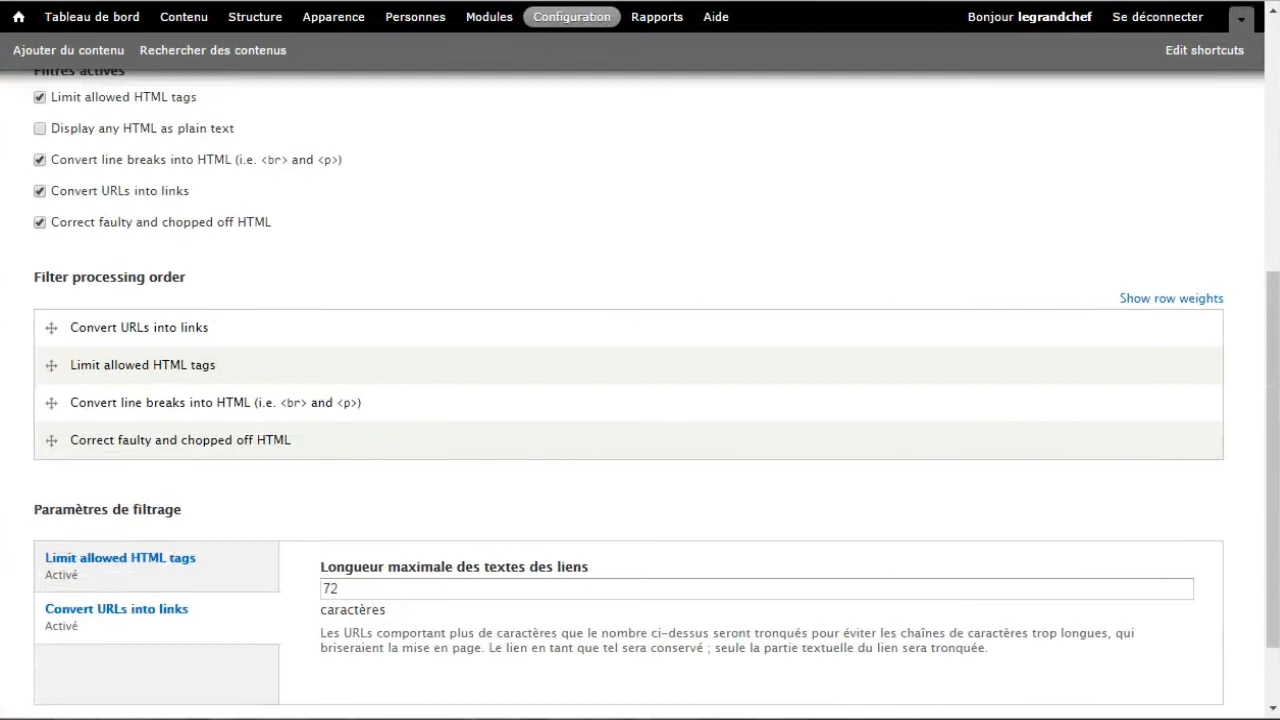 Tableau de bord Contenu Structure Apparence Personnes Modules Configuration Rapports Aide Bonjour legrandchef Se déconnecter
Ajouter du contenu Rechercher des contenus Edit shortcuts
Filtres activés
Limit allowed HTML tags
Display any HTML as plain text
Convert line breaks into HTML (i.e. <br> and <p>)
Convert URLs into links
Correct faulty and chopped off HTML
Filter processing order
Show row weights
Convert URLs into links
Limit allowed HTML tags
Convert line breaks into HTML (i.e. <br> and <p>)
Correct faulty and chopped off HTML
Paramètres de filtrage
Limit allowed HTML tags
Activé
Convert URLs into links
Activé
Longueur maximale des textes des liens
72
caractères
Les URLs comportant plus de caractères que le nombre ci-dessus seront tronqués pour éviter les chaînes de caractères trop longues, qui
briseraient la mise en page. Le lien en tant que tel sera conservé ; seule la partie textuelle du lien sera tronquée.